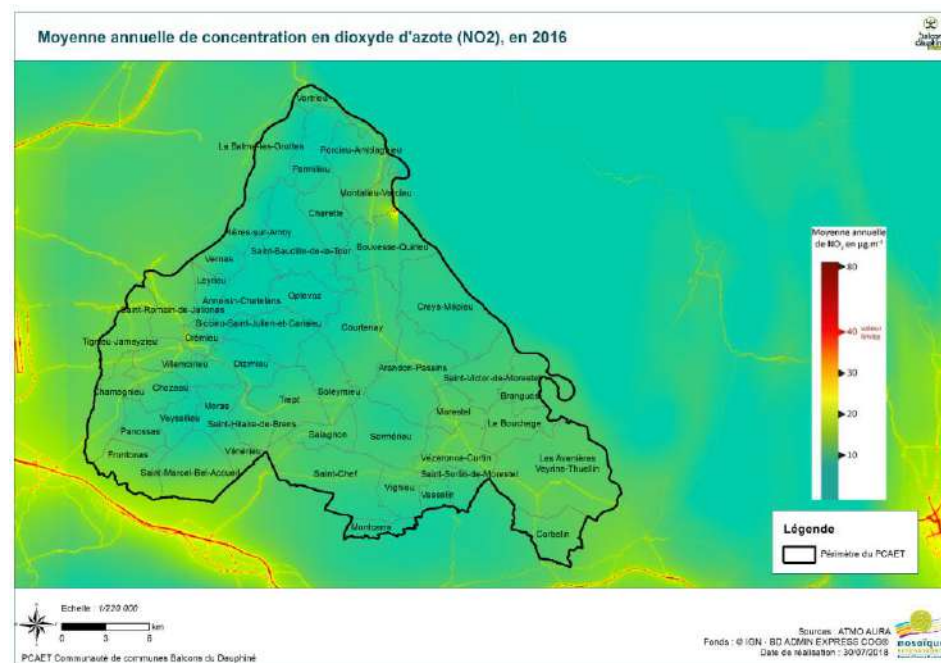 Moyenne annuelle de concentration en dioxyde d'azote (NO2), en 2016
Vertrieu
La Balme-les-Grottes
Porcieu-Amblagnieu
Parmilieu
Montalieu-Vercieu
Charette
Hières-sur-Amby
Bouvesse-Quirieu
Saint-Baudille-de-la-Tour
Vernas
Leyrieu
Annoisin-Chatelans
Optevoz
Creys-Mépieu
Saint-Romain-de-Jalionas
Siccieu-Saint-Julien-et-Carisieu
Courtenay
Crémieu
Tignieu-Jameyzieu
Villemoirieu
Dizimieu
Arandon-Passins
Saint-Victor-de-Morestel
Chamagnieu
Chozeau
Soleymieu
Brangues
Moras
Trept
Morestel
Veyssilieu
Saint-Hilaire-de-Brens
Le Bouchage
Panossas
Salagnon
Sermérieu
Vénérieu
Frontonas
Vézeronce-Curtin
Les Avenières
Veyrins-Thuellin
Saint-Marcel-Bel-Accueil
Saint-Chef
Saint-Sorlin-de-Morestel
Vignieu
Vasselin
Montcarra
Corbelin
Moyenne annuelle
de NO₂ en µg.m⁻³
80
40 valeur
limite
30
20
10
Légende
Périmètre du PCAET
Echelle : 1/220 000
0 3 6 km
Sources : ATMO AURA
Fonds : © IGN - BD ADMIN EXPRESS COG®
Date de réalisation : 30/07/2018
mosaïque
PCAET Communauté de communes Balcons du Dauphiné